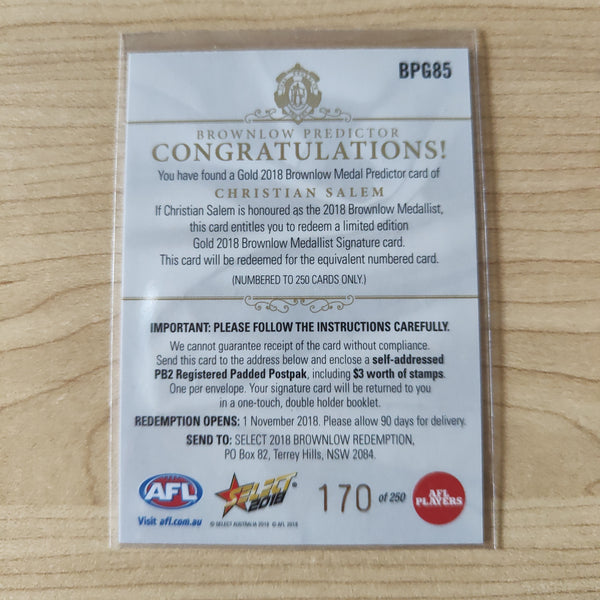 BPG85
BROWNLOW PREDICTOR
CONGRATULATIONS!
You have found a Gold 2018 Brownlow Medal Predictor card of
CHRISTIAN SALEM
If Christian Salem is honoured as the 2018 Brownlow Medallist,
this card entitles you to redeem a limited edition
Gold 2018 Brownlow Medallist Signature card.
This card will be redeemed for the equivalent numbered card.
(NUMBERED TO 250 CARDS ONLY.)
IMPORTANT: PLEASE FOLLOW THE INSTRUCTIONS CAREFULLY.
We cannot guarantee receipt of the card without compliance.
Send this card to the address below and enclose a self-addressed
PB2 Registered Padded Postpak, including $3 worth of stamps.
One per envelope. Your signature card will be returned to you
in a one-touch, double holder booklet.
REDEMPTION OPENS: 1 November 2018. Please allow 90 days for delivery.
SEND TO: SELECT 2018 BROWNLOW REDEMPTION,
PO Box 82, Terrey Hills, NSW 2084.
AFL
SELECT
2018
170 of 250
AFL
PLAYERS
Visit afl.com.au
© SELECT AUSTRALIA 2018 © AFL 2018